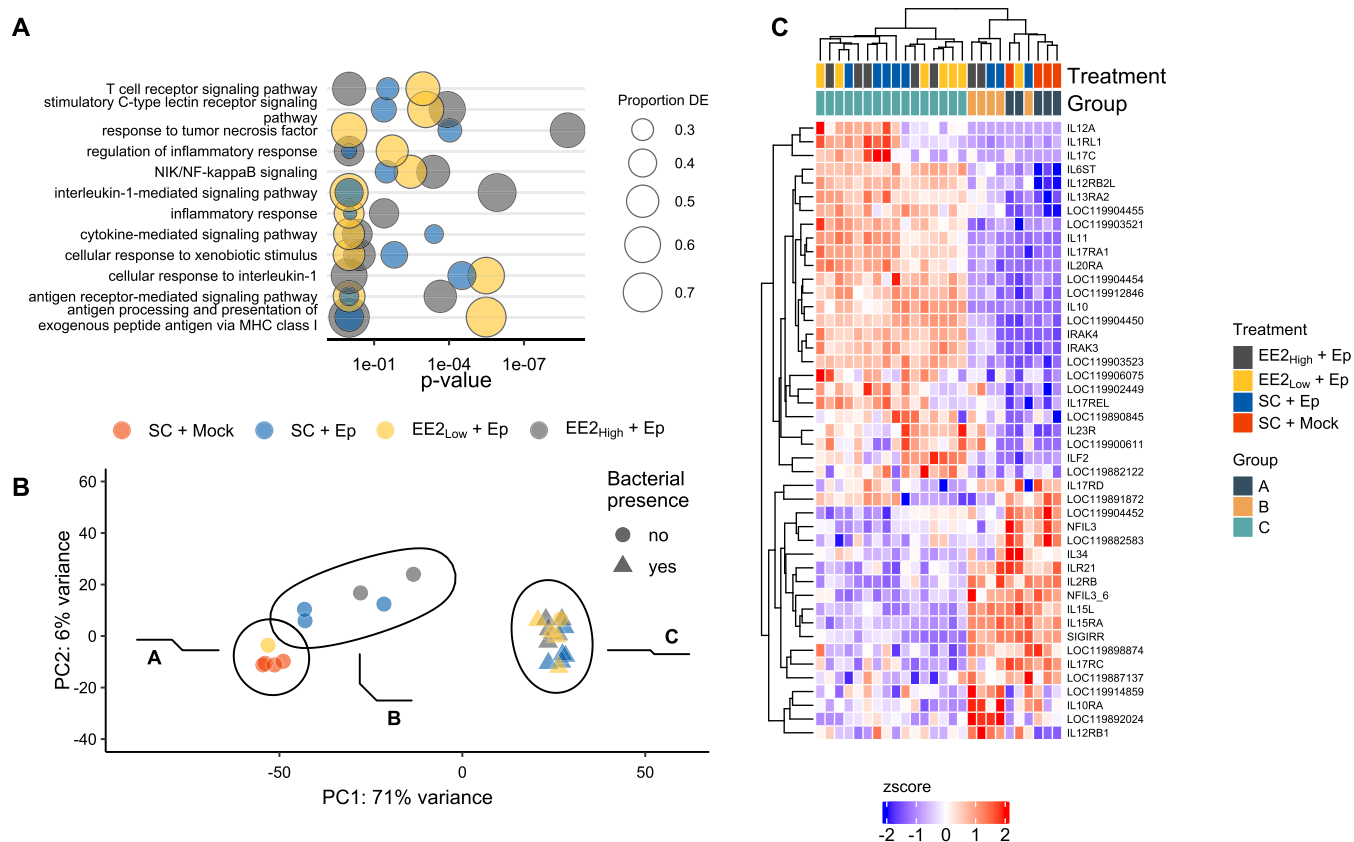 A
T cell receptor signaling pathway
stimulatory C-type lectin receptor signaling
pathway
response to tumor necrosis factor
regulation of inflammatory response
NIK/NF-kappaB signaling
interleukin-1-mediated signaling pathway
inflammatory response
cytokine-mediated signaling pathway
cellular response to xenobiotic stimulus
cellular response to interleukin-1
antigen receptor-mediated signaling pathway
antigen processing and presentation of
exogenous peptide antigen via MHC class I
1e-01 1e-04 1e-07
p-value
Proportion DE
0.3
0.4
0.5
0.6
0.7
SC + Mock SC + Ep EE2Low + Ep EE2High + Ep
B
60
40
20
0
-20
-40
PC2: 6% variance
-50 0 50
PC1: 71% variance
A
B
C
Bacterial
presence
no
yes
C
Treatment
Group
IL12A
IL1RL1
IL17C
IL6ST
IL12RB2L
IL13RA2
LOC119904455
LOC119903521
IL11
IL17RA1
IL20RA
LOC119904454
LOC119912846
IL10
LOC119904450
IRAK4
IRAK3
LOC119903523
LOC119906075
LOC119902449
IL17REL
LOC119890845
IL23R
LOC119900611
ILF2
LOC119882122
IL17RD
LOC119891872
LOC119904452
NFIL3
LOC119882583
IL34
ILR21
IL2RB
NFIL3_6
IL15L
IL15RA
SIGIRR
LOC119898874
IL17RC
LOC119887137
LOC119914859
IL10RA
LOC119892024
IL12RB1
zscore
-2 -1 0 1 2
Treatment
EE2High + Ep
EE2Low + Ep
SC + Ep
SC + Mock
Group
A
B
C